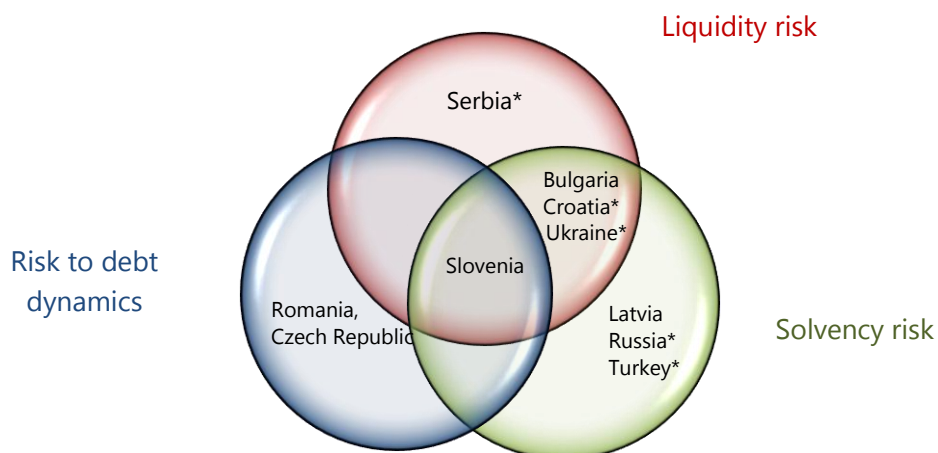 Liquidity risk
Serbia*
Bulgaria
Croatia*
Ukraine*
Risk to debt
dynamics
Slovenia
Romania,
Czech Republic
Latvia
Russia*
Turkey*
Solvency risk